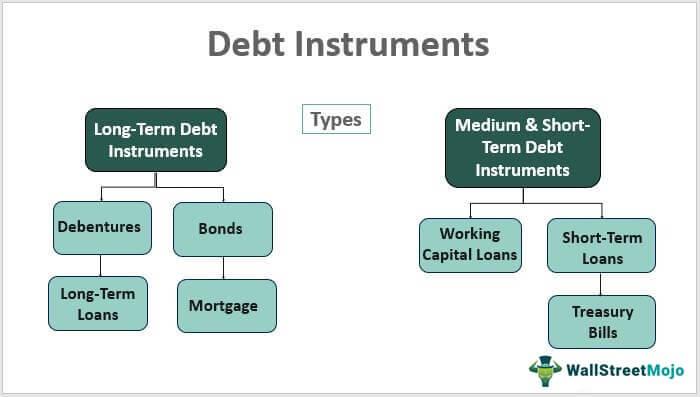 Debt Instruments
Types
Long-Term Debt
Instruments
Debentures
Bonds
Long-Term
Loans
Mortgage
Medium & Short-
Term Debt
Instruments
Working
Capital Loans
Short-Term
Loans
Treasury
Bills
WallStreetMojo